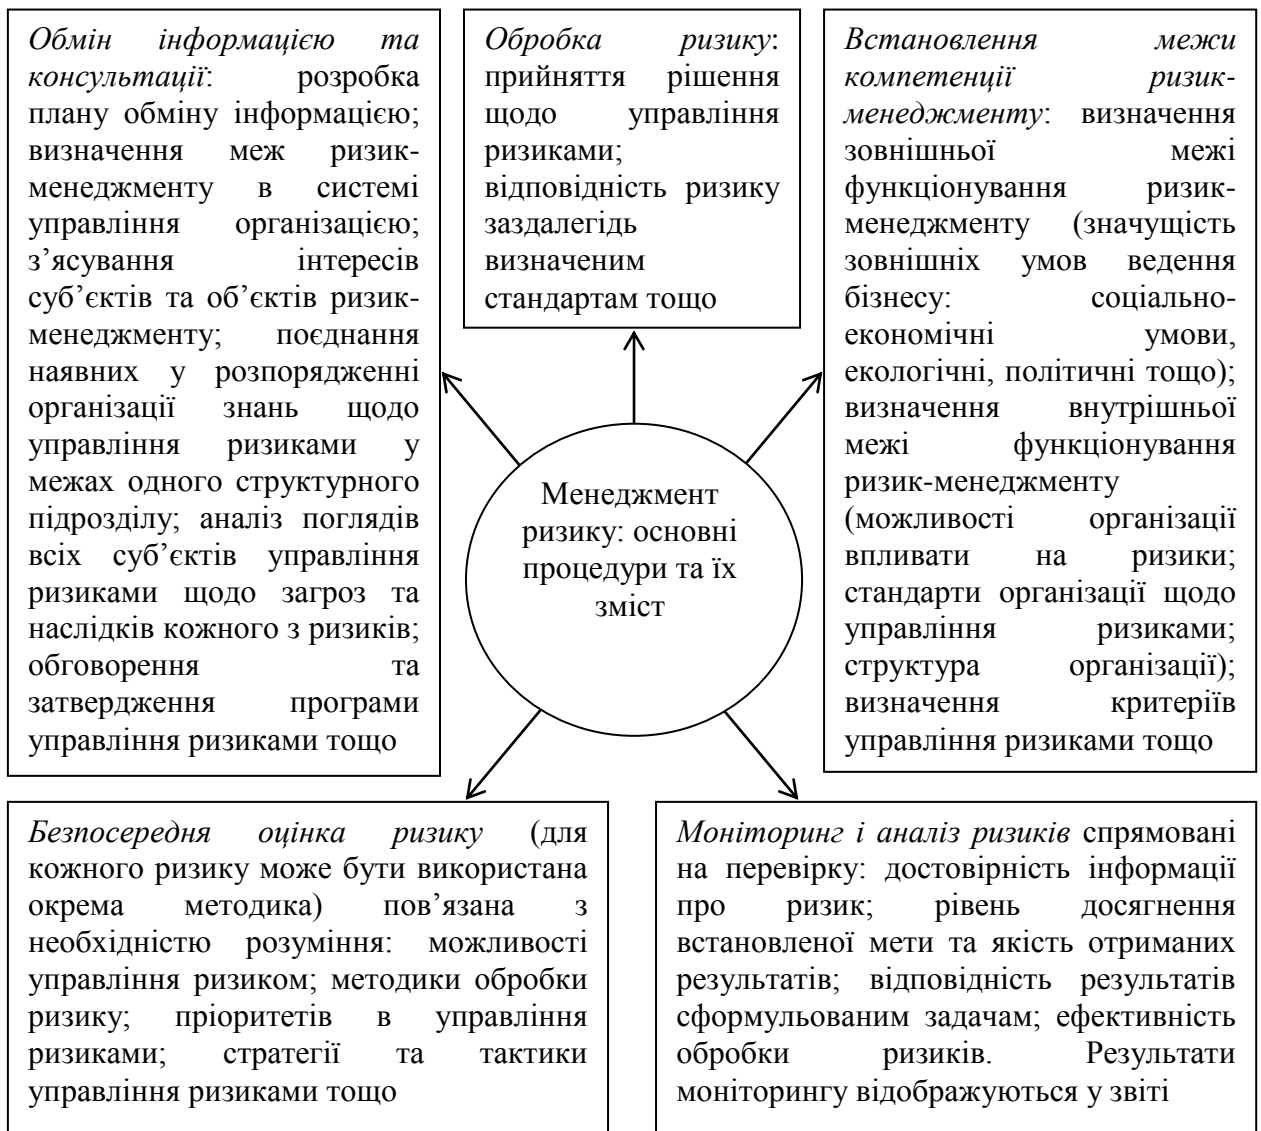 Обмін інформацією та
консультації: розробка
плану обміну інформацією;
визначення меж ризик-
менеджменту в системі
управління організацією;
з’ясування інтересів
суб’єктів та об’єктів ризик-
менеджменту; поєднання
наявних у розпорядженні
організації знань щодо
управління ризиками у
межах одного структурного
підрозділу; аналіз поглядів
всіх суб’єктів управління
ризиками щодо загроз та
наслідків кожного з ризиків;
обговорення та
затвердження програми
управління ризиками тощо
Обробка ризику:
прийняття рішення
щодо управління
ризиками;
відповідність ризику
заздалегідь
визначеним
стандартам тощо
Встановлення межи
компетенції ризик-
менеджменту: визначення
зовнішньої межі
функціонування ризик-
менеджменту (значущість
зовнішніх умов ведення
бізнесу: соціально-
економічні умови,
екологічні, політичні тощо);
визначення внутрішньої
межі функціонування
ризик-менеджменту
(можливості організації
впливати на ризики;
стандарти організації щодо
управління ризиками;
структура організації);
визначення критеріїв
управління ризиками тощо
Менеджмент
ризику: основні
процедури та їх
зміст
Безпосередня оцінка ризику (для
кожного ризику може бути використана
окрема методика) пов’язана з
необхідністю розуміння: можливості
управління ризиком; методики обробки
ризику; пріоритетів в управління
ризиками; стратегії та тактики
управління ризиками тощо
Моніторинг і аналіз ризиків спрямовані
на перевірку: достовірність інформації
про ризик; рівень досягнення
встановленої мети та якість отриманих
результатів; відповідність результатів
сформульованим задачам; ефективність
обробки ризиків. Результати
моніторингу відображуються у звіті